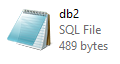 db2
SQL File
489 bytes